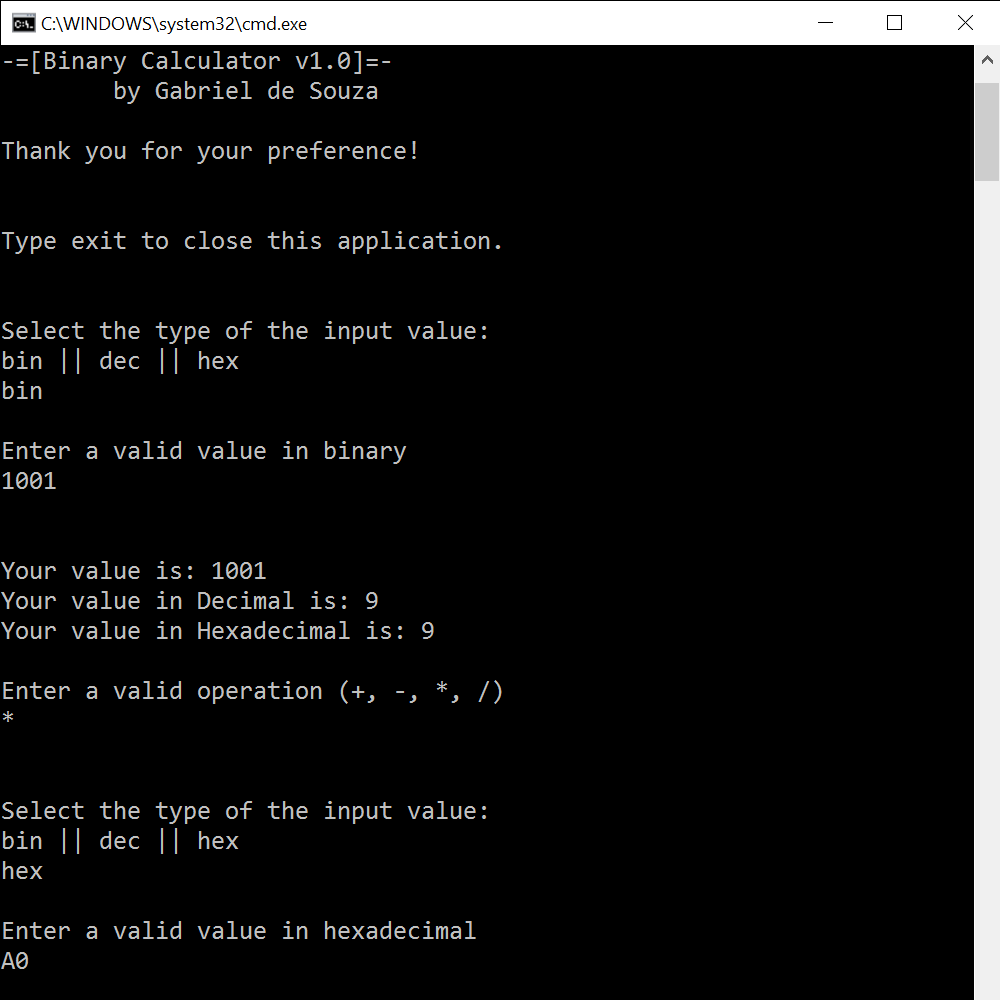 C:\WINDOWS\system32\cmd.exe
-=[Binary Calculator v1.0]=-
by Gabriel de Souza
Thank you for your preference!
Type exit to close this application.
Select the type of the input value:
bin || dec || hex
bin
Enter a valid value in binary
1001
Your value is: 1001
Your value in Decimal is: 9
Your value in Hexadecimal is: 9
Enter a valid operation (+, -, *, /)
*
Select the type of the input value:
bin || dec || hex
hex
Enter a valid value in hexadecimal
A0